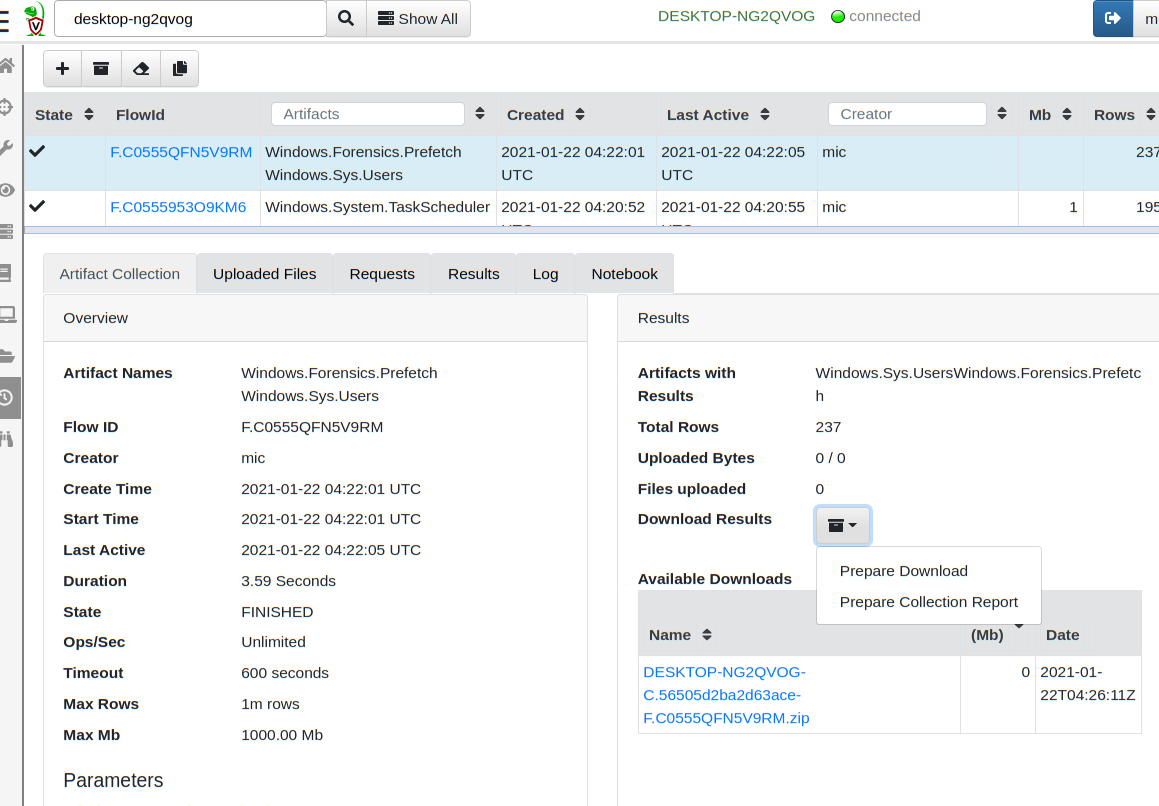 desktop-ng2qvog
Show All
DESKTOP-NG2QVOG connected
m
State FlowId Artifacts Created Last Active Creator Mb Rows
F.C0555QFN5V9RM Windows.Forensics.Prefetch 2021-01-22 04:22:01 2021-01-22 04:22:05 mic 237
Windows.Sys.Users UTC UTC
F.C0555953O9KM6 Windows.System.TaskScheduler 2021-01-22 04:20:52 2021-01-22 04:20:55 mic 1 195
UTC UTC
Artifact Collection Uploaded Files Requests Results Log Notebook
Overview
Artifact Names Windows.Forensics.Prefetch
Windows.Sys.Users
Flow ID F.C0555QFN5V9RM
Creator mic
Create Time 2021-01-22 04:22:01 UTC
Start Time 2021-01-22 04:22:01 UTC
Last Active 2021-01-22 04:22:05 UTC
Duration 3.59 Seconds
State FINISHED
Ops/Sec Unlimited
Timeout 600 seconds
Max Rows 1m rows
Max Mb 1000.00 Mb
Parameters
Results
Artifacts with Windows.Sys.UsersWindows.Forensics.Prefetc
Results h
Total Rows 237
Uploaded Bytes 0 / 0
Files uploaded 0
Download Results
Prepare Download
Prepare Collection Report
Available Downloads
Name (Mb) Date
DESKTOP-NG2QVOG- 0 2021-01-
C.56505d2ba2d63ace- 22T04:26:11Z
F.C0555QFN5V9RM.zip